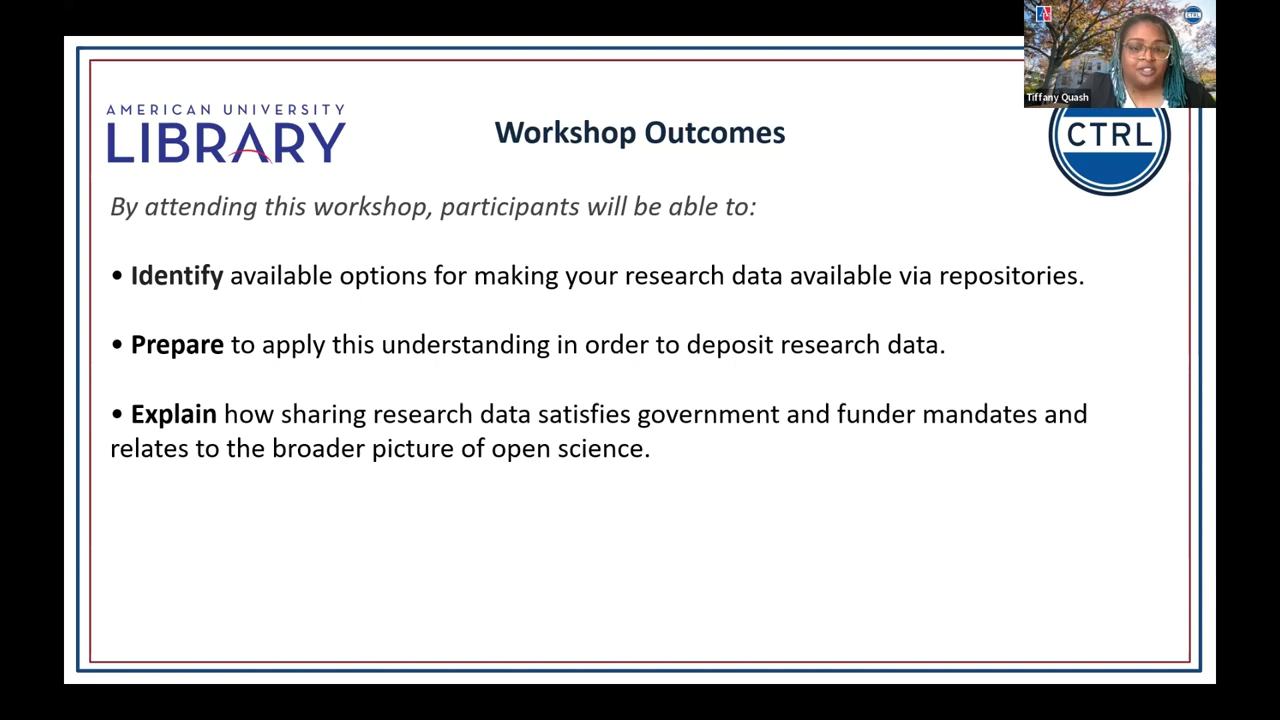 CTRL
Tiffany Quash
AMERICAN UNIVERSITY
LIBRARY
Workshop Outcomes
CTRL
By attending this workshop, participants will be able to:
• Identify available options for making your research data available via repositories.
• Prepare to apply this understanding in order to deposit research data.
• Explain how sharing research data satisfies government and funder mandates and
relates to the broader picture of open science.